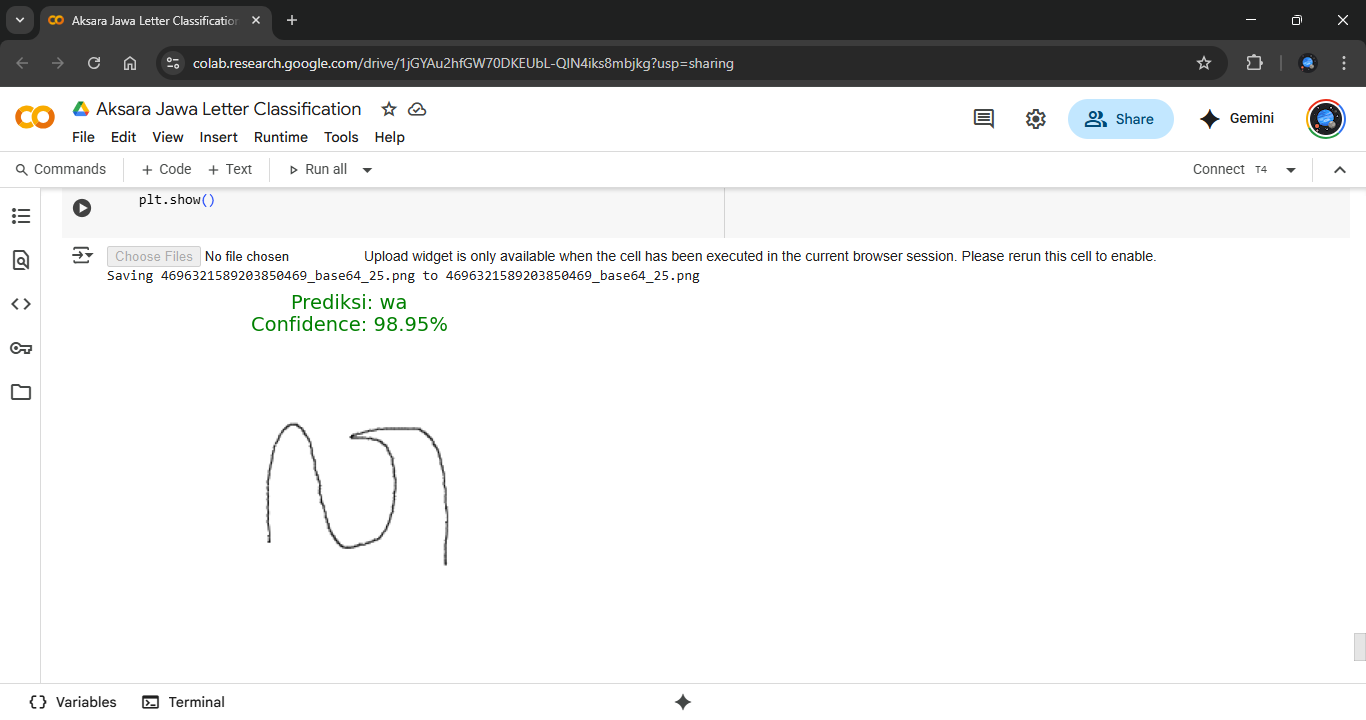 Aksara Jawa Letter Classification
colab.research.google.com/drive/1jGYAu2hfGW70DKEUbL-QIN4iks8mbjkg?usp=sharing
Aksara Jawa Letter Classification
Share
Gemini
File Edit View Insert Runtime Tools Help
Commands + Code + Text Run all Connect T4
plt.show()
Choose Files No file chosen Upload widget is only available when the cell has been executed in the current browser session. Please rerun this cell to enable.
Saving 4696321589203850469_base64_25.png to 4696321589203850469_base64_25.png
Prediksi: wa
Confidence: 98.95%
ꦮ
Variables Terminal